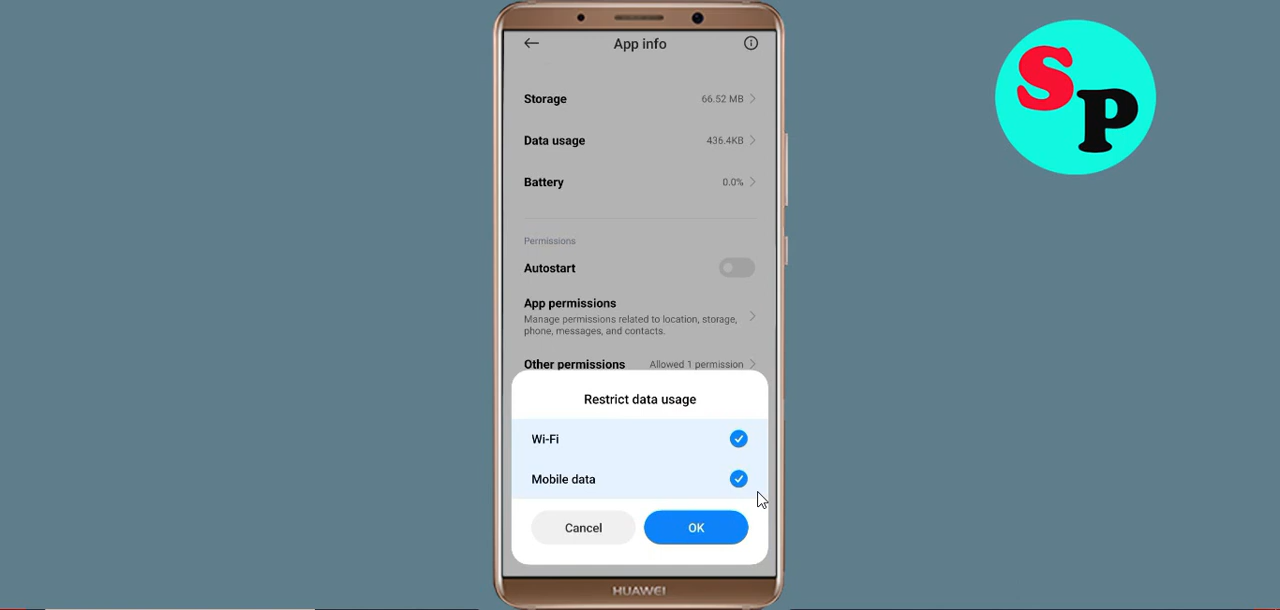 App info
Storage 66.52 MB
Data usage 436.4KB
Battery 0.0%
Permissions
Autostart
App permissions
Manage permissions related to location, storage,
phone, messages, and contacts.
Other permissions Allowed 1 permission
Restrict data usage
Wi-Fi
Mobile data
Cancel OK
HUAWEI
SP